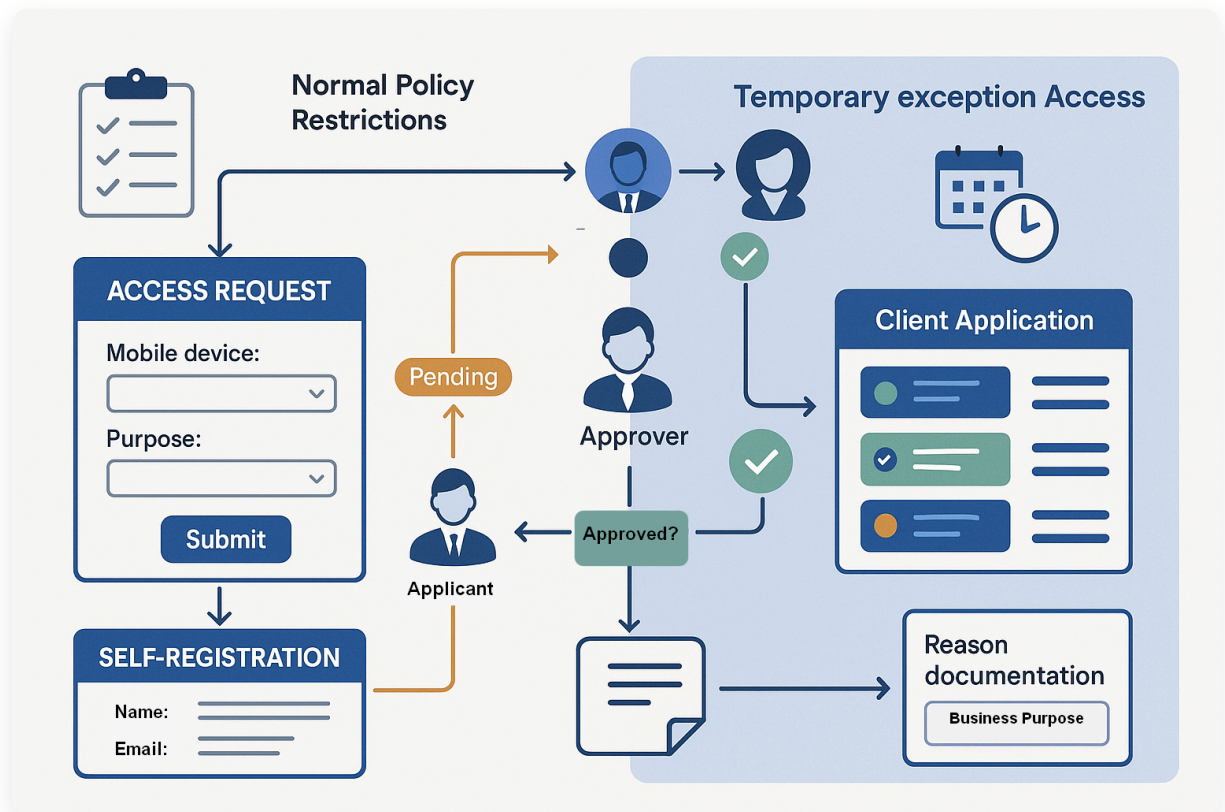 Normal Policy
Restrictions
Temporary exception Access
ACCESS REQUEST
Mobile device:
Purpose:
Submit
Pending
Applicant
Approver
Approved?
Client Application
SELF-REGISTRATION
Name:
Email:
Reason
documentation
Business Purpose